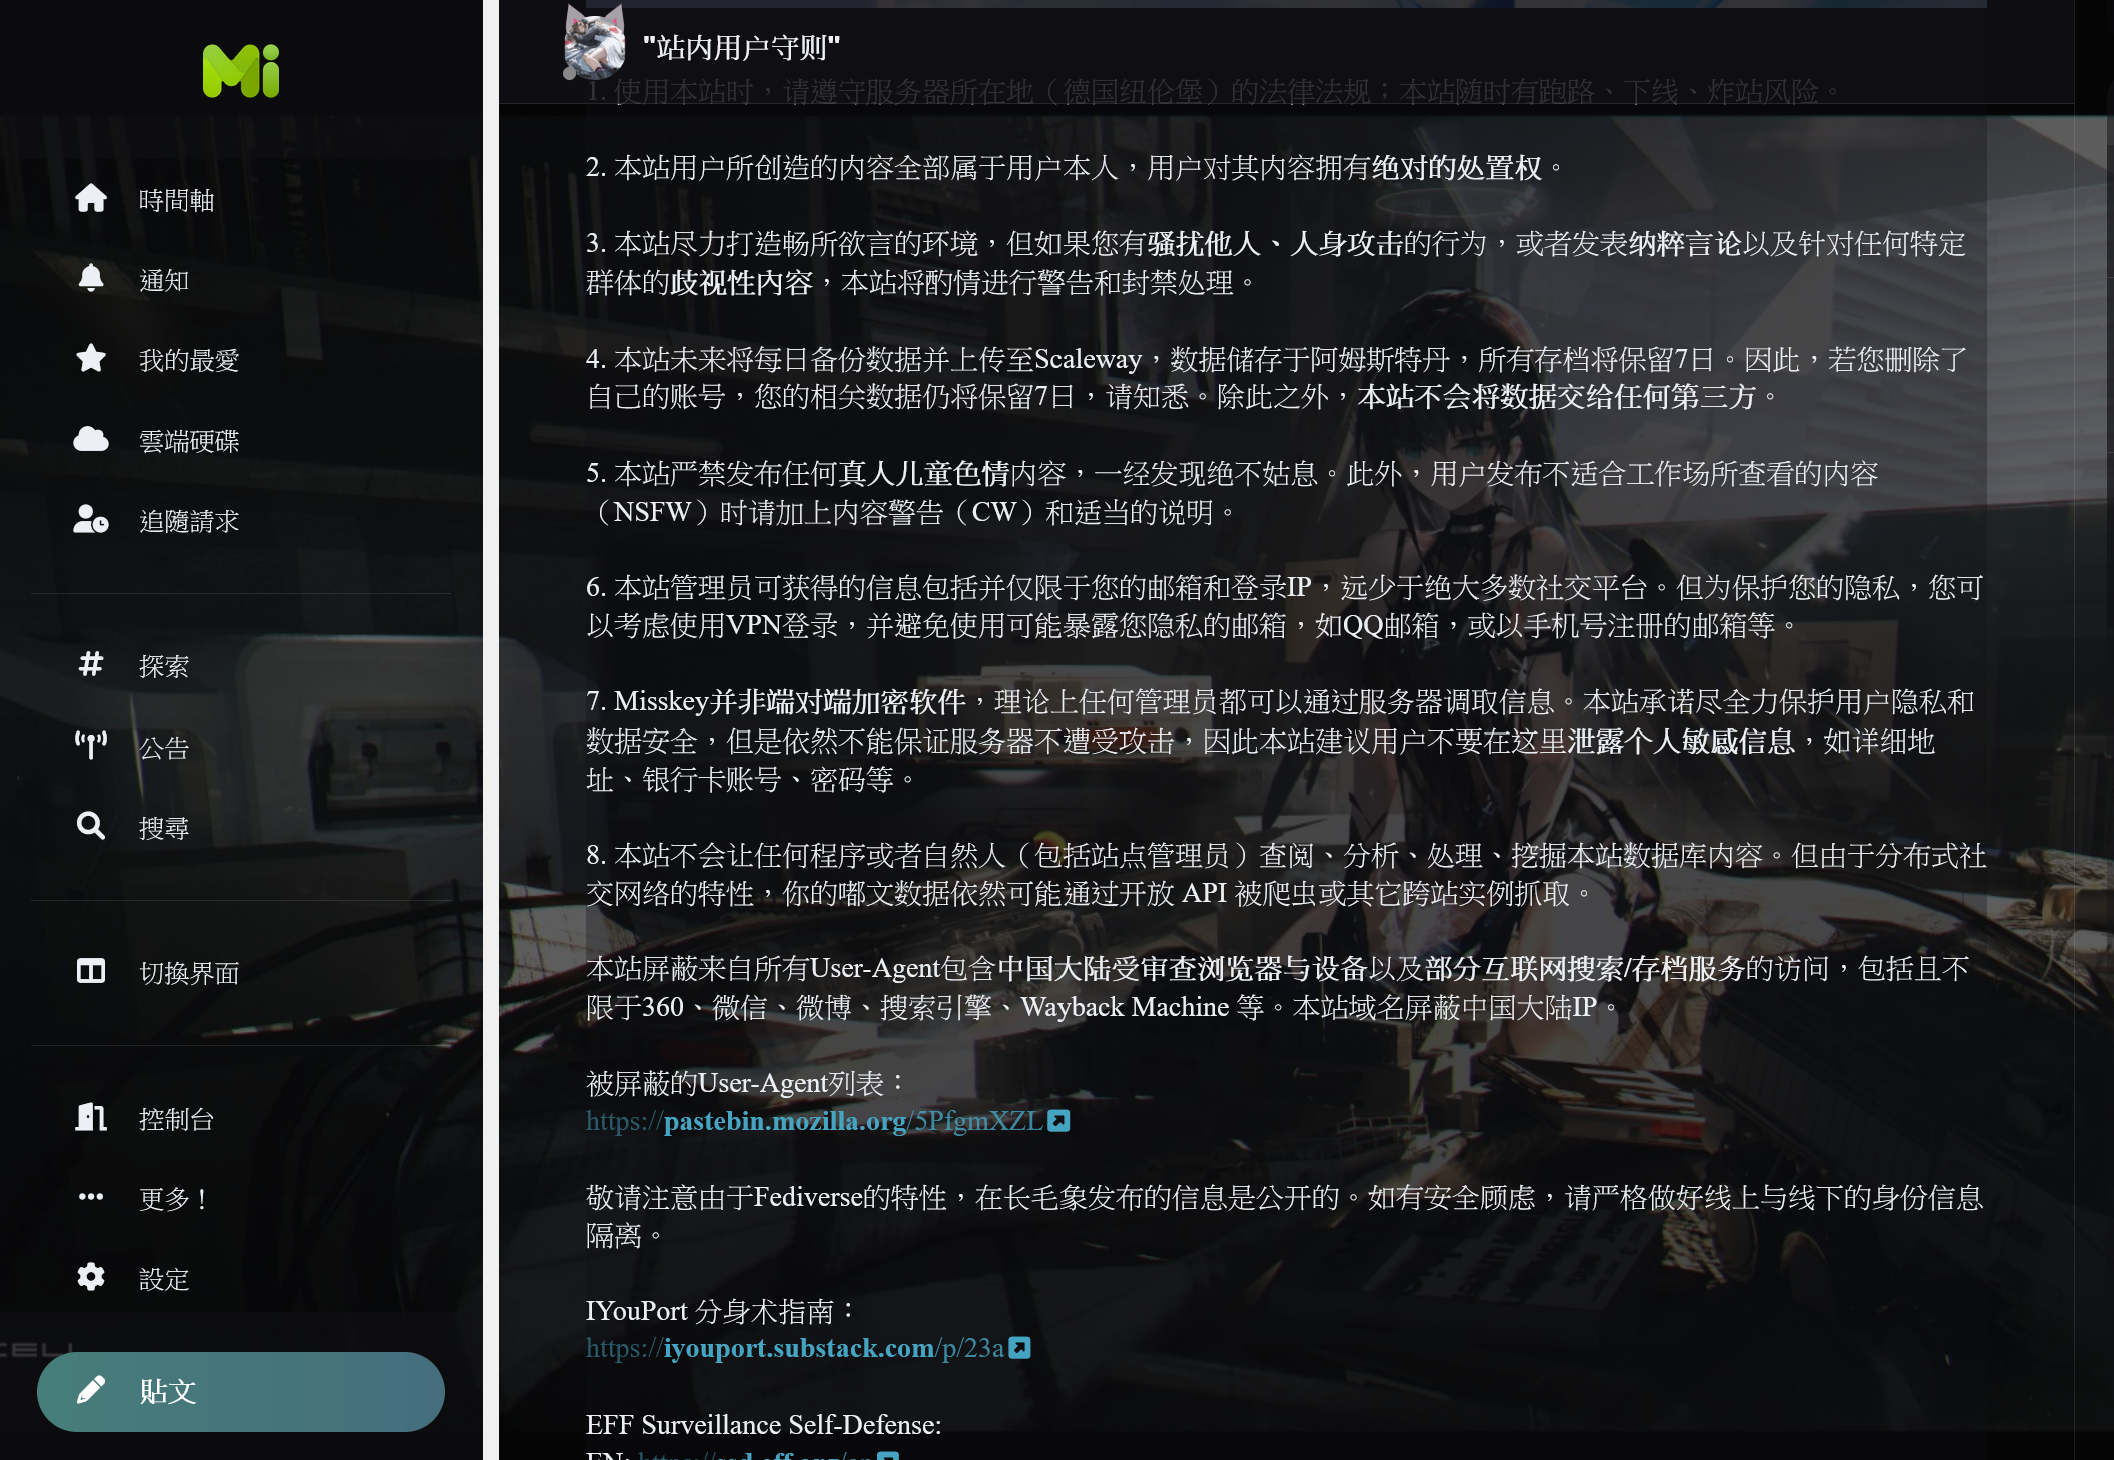 Mi
時間軸
通知
我的最愛
雲端硬碟
追隨請求
探索
公告
搜尋
切換界面
控制台
更多！
設定
貼文
"站内用户守则"
1. 使用本站时，请遵守服务器所在地（德国纽伦堡）的法律法规；本站随时有跑路、下线、炸站风险。
2. 本站用户所创造的内容全部属于用户本人，用户对其内容拥有绝对的处置权。
3. 本站尽力打造畅所欲言的环境，但如果您有骚扰他人、人身攻击的行为，或者发表纳粹言论以及针对任何特定
群体的歧视性内容，本站将酌情进行警告和封禁处理。
4. 本站未来将每日备份数据并上传至Scaleway，数据储存于阿姆斯特丹，所有存档将保留7日。因此，若您删除了
自己的账号，您的相关数据仍将保留7日，请知悉。除此之外，本站不会将数据交给任何第三方。
5. 本站严禁发布任何真人儿童色情内容，一经发现绝不姑息。此外，用户发布不适合工作场所查看的内容
（NSFW）时请加上内容警告（CW）和适当的说明。
6. 本站管理员可获得的信息包括并仅限于您的邮箱和登录IP，远少于绝大多数社交平台。但为保护您的隐私，您可
以考虑使用VPN登录，并避免使用可能暴露您隐私的邮箱，如QQ邮箱，或以手机号注册的邮箱等。
7. Misskey并非端对端加密软件，理论上任何管理员都可以通过服务器调取信息。本站承诺尽全力保护用户隐私和
数据安全，但是依然不能保证服务器不遭受攻击，因此本站建议用户不要在这里泄露个人敏感信息，如详细地
址、银行卡账号、密码等。
8. 本站不会让任何程序或者自然人（包括站点管理员）查阅、分析、处理、挖掘本站数据库内容。但由于分布式社
交网络的特性，你的嘟文数据依然可能通过开放 API 被爬虫或其它跨站实例抓取。
本站屏蔽来自所有User-Agent包含中国大陆受审查浏览器与设备以及部分互联网搜索/存档服务的访问，包括且不
限于360、微信、微博、搜索引擎、Wayback Machine 等。本站域名屏蔽中国大陆IP。
被屏蔽的User-Agent列表：
https://pastebin.mozilla.org/5PfgmXZL
敬请注意由于Fediverse的特性，在长毛象发布的信息是公开的。如有安全顾虑，请严格做好线上与线下的身份信息
隔离。
IYouPort 分身术指南：
https://iyouport.substack.com/p/23a
EFF Surveillance Self-Defense:
EN: https://ssd.eff.org/en